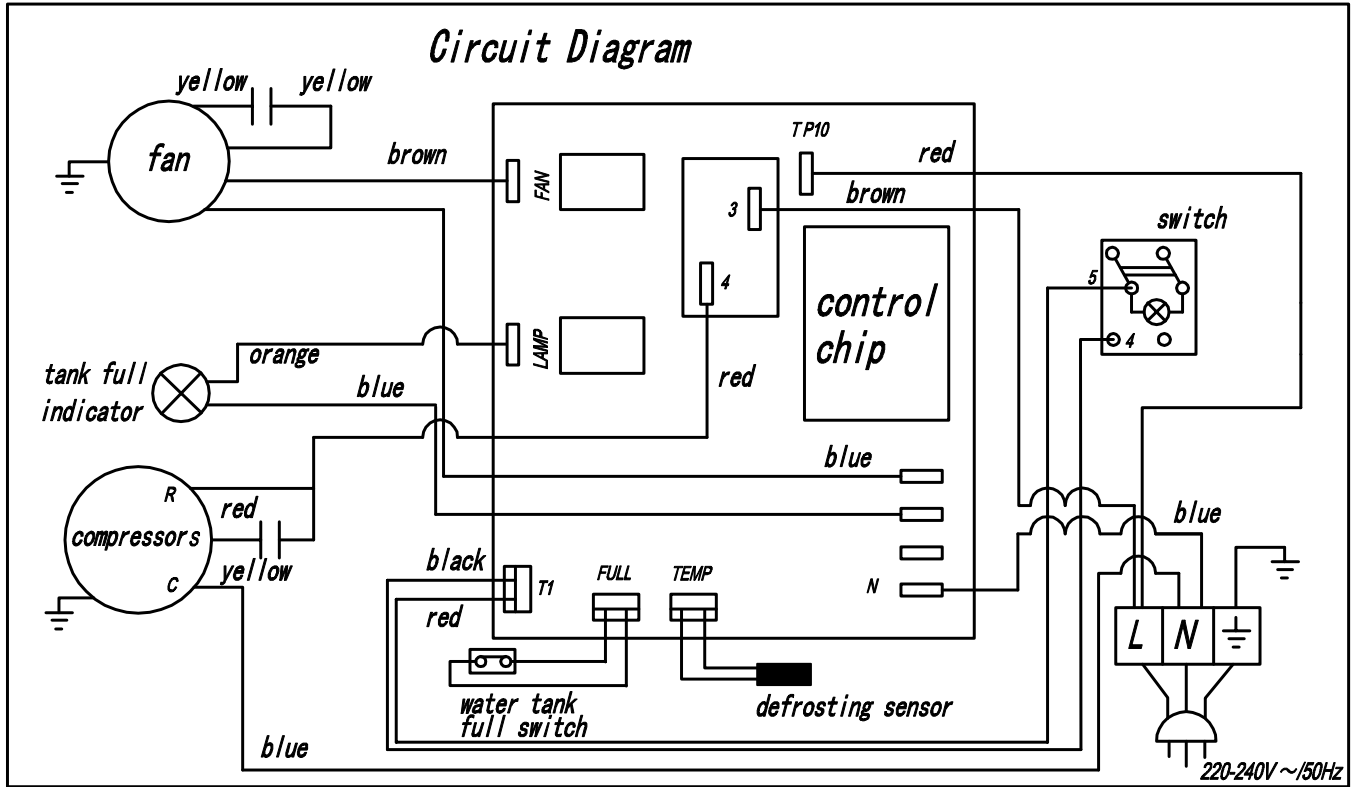 Circuit Diagram
yellow yellow
fan
brown
FAN
TP10
red
brown
3
4
switch
5
4
control
chip
LAMP
orange
tank full
indicator
blue
red
blue
R
red
compressors
yellow
C
black
T1
red
FULL
TEMP
N
blue
water tank
full switch
defrosting sensor
L
N
blue
220-240V～/50Hz